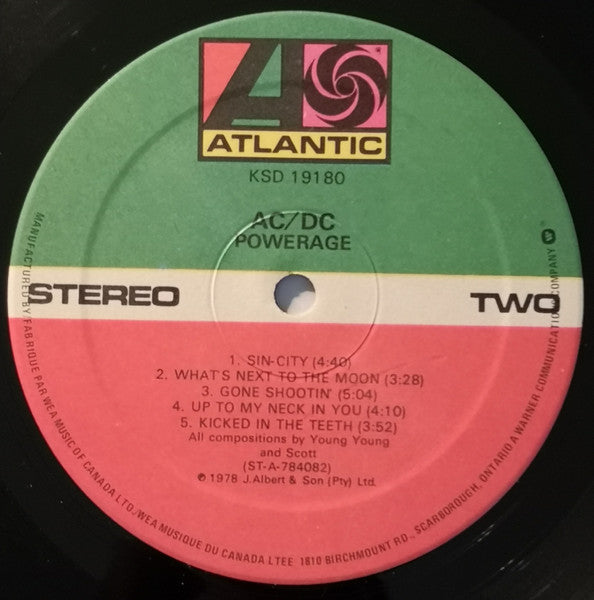 ATLANTIC
KSD 19180
AC/DC
POWERAGE
STEREO
TWO
1. SIN-CITY (4:40)
2. WHAT'S NEXT TO THE MOON (3:28)
3. GONE SHOOTIN' (5:04)
4. UP TO MY NECK IN YOU (4:10)
5. KICKED IN THE TEETH (3:52)
All compositions by Young Young
and Scott
(ST-A-784082)
℗ 1978 J.Albert & Son (Pty) Ltd.
MANUFACTURED BY/FABRIQUE PAR WEA MUSIC OF CANADA LTD./WEA MUSIQUE DU CANADA LTEE 1810 BIRCHMOUNT RD., SCARBOROUGH, ONTARIO. A WARNER COMMUNICATIONS COMPANY